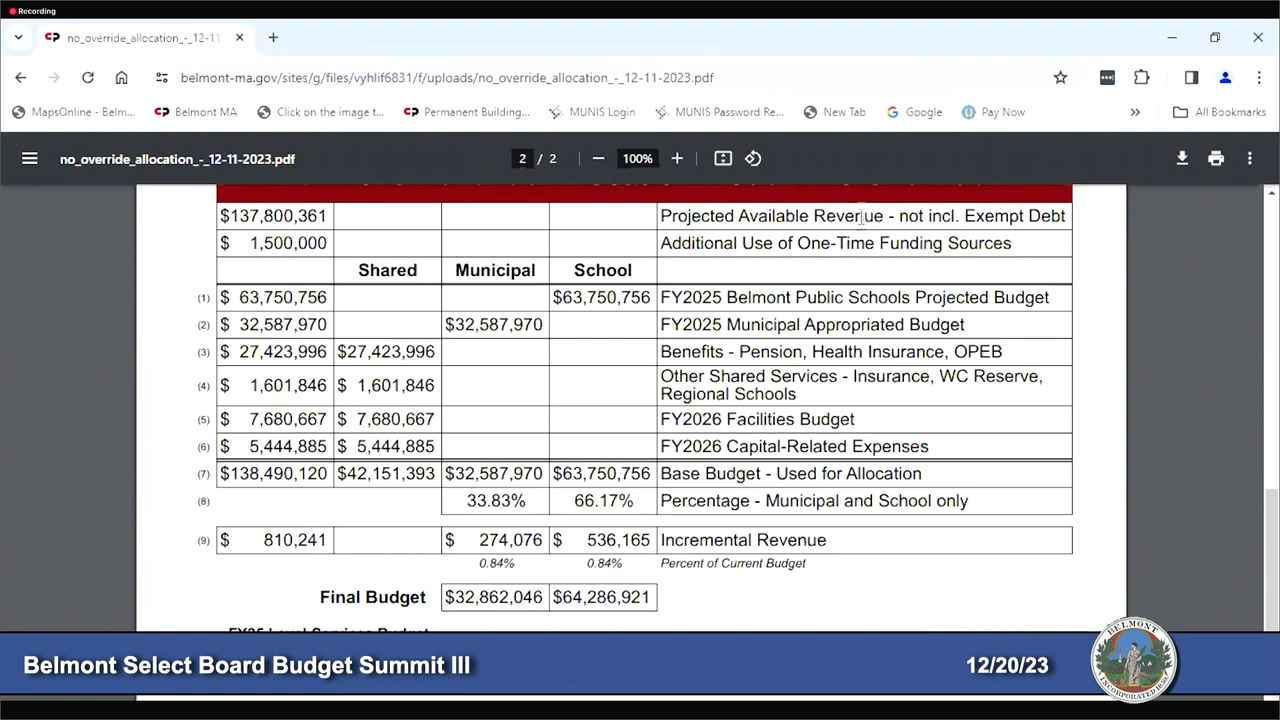 Recording
no_override_allocation_-_12-11
belmont-ma.gov/sites/g/files/vyhlif6831/f/uploads/no_override_allocation_-_12-11-2023.pdf
MapsOnline - Belm... Belmont MA Click on the image t... Permanent Building... MUNIS Login MUNIS Password Re... New Tab Google Pay Now » All Bookmarks
no_override_allocation_-_12-11-2023.pdf 2 / 2 100%
$137,800,361 Projected Available Revenue - not incl. Exempt Debt
$ 1,500,000 Additional Use of One-Time Funding Sources
Shared Municipal School
(1) $ 63,750,756 $63,750,756 FY2025 Belmont Public Schools Projected Budget
(2) $ 32,587,970 $32,587,970 FY2025 Municipal Appropriated Budget
(3) $ 27,423,996 $27,423,996 Benefits - Pension, Health Insurance, OPEB
(4) $ 1,601,846 $ 1,601,846 Other Shared Services - Insurance, WC Reserve,
Regional Schools
(5) $ 7,680,667 $ 7,680,667 FY2026 Facilities Budget
(6) $ 5,444,885 $ 5,444,885 FY2026 Capital-Related Expenses
(7) $138,490,120 $42,151,393 $32,587,970 $63,750,756 Base Budget - Used for Allocation
(8) 33.83% 66.17% Percentage - Municipal and School only
(9) $ 810,241 $ 274,076 $ 536,165 Incremental Revenue
0.84% 0.84% Percent of Current Budget
Final Budget $32,862,046 $64,286,921
FY25 Level Services Budget
Belmont Select Board Budget Summit III 12/20/23
BELMONT